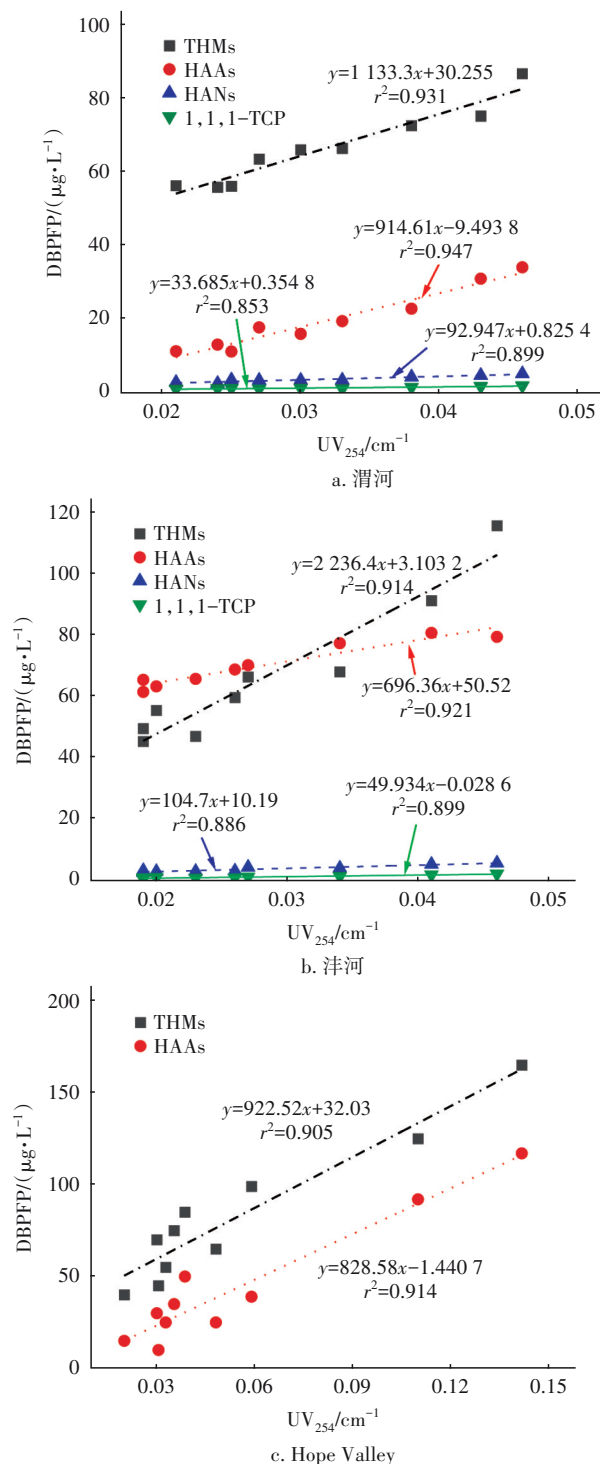 100
80
60
40
20
0
DBPFP/(μg•L⁻¹)
THMs
HAAs
HANs
1,1,1-TCP
y=1 133.3x+30.255
r²=0.931
y=914.61x-9.493 8
r²=0.947
y=33.685x+0.354 8
r²=0.853
y=92.947x+0.825 4
r²=0.899
0.02 0.03 0.04 0.05
UV₂₅₄/cm⁻¹
a. 渭河
120
100
80
60
40
20
0
DBPFP/(μg•L⁻¹)
THMs
HAAs
HANs
1,1,1-TCP
y=2 236.4x+3.103 2
r²=0.914
y=696.36x+50.52
r²=0.921
y=104.7x+10.19
r²=0.886
y=49.934x-0.028 6
r²=0.899
0.02 0.03 0.04 0.05
UV₂₅₄/cm⁻¹
b. 沣河
200
150
100
50
0
DBPFP/(μg•L⁻¹)
THMs
HAAs
y=922.52x+32.03
r²=0.905
y=828.58x-1.440 7
r²=0.914
0.03 0.06 0.09 0.12 0.15
UV₂₅₄/cm⁻¹
c. Hope Valley